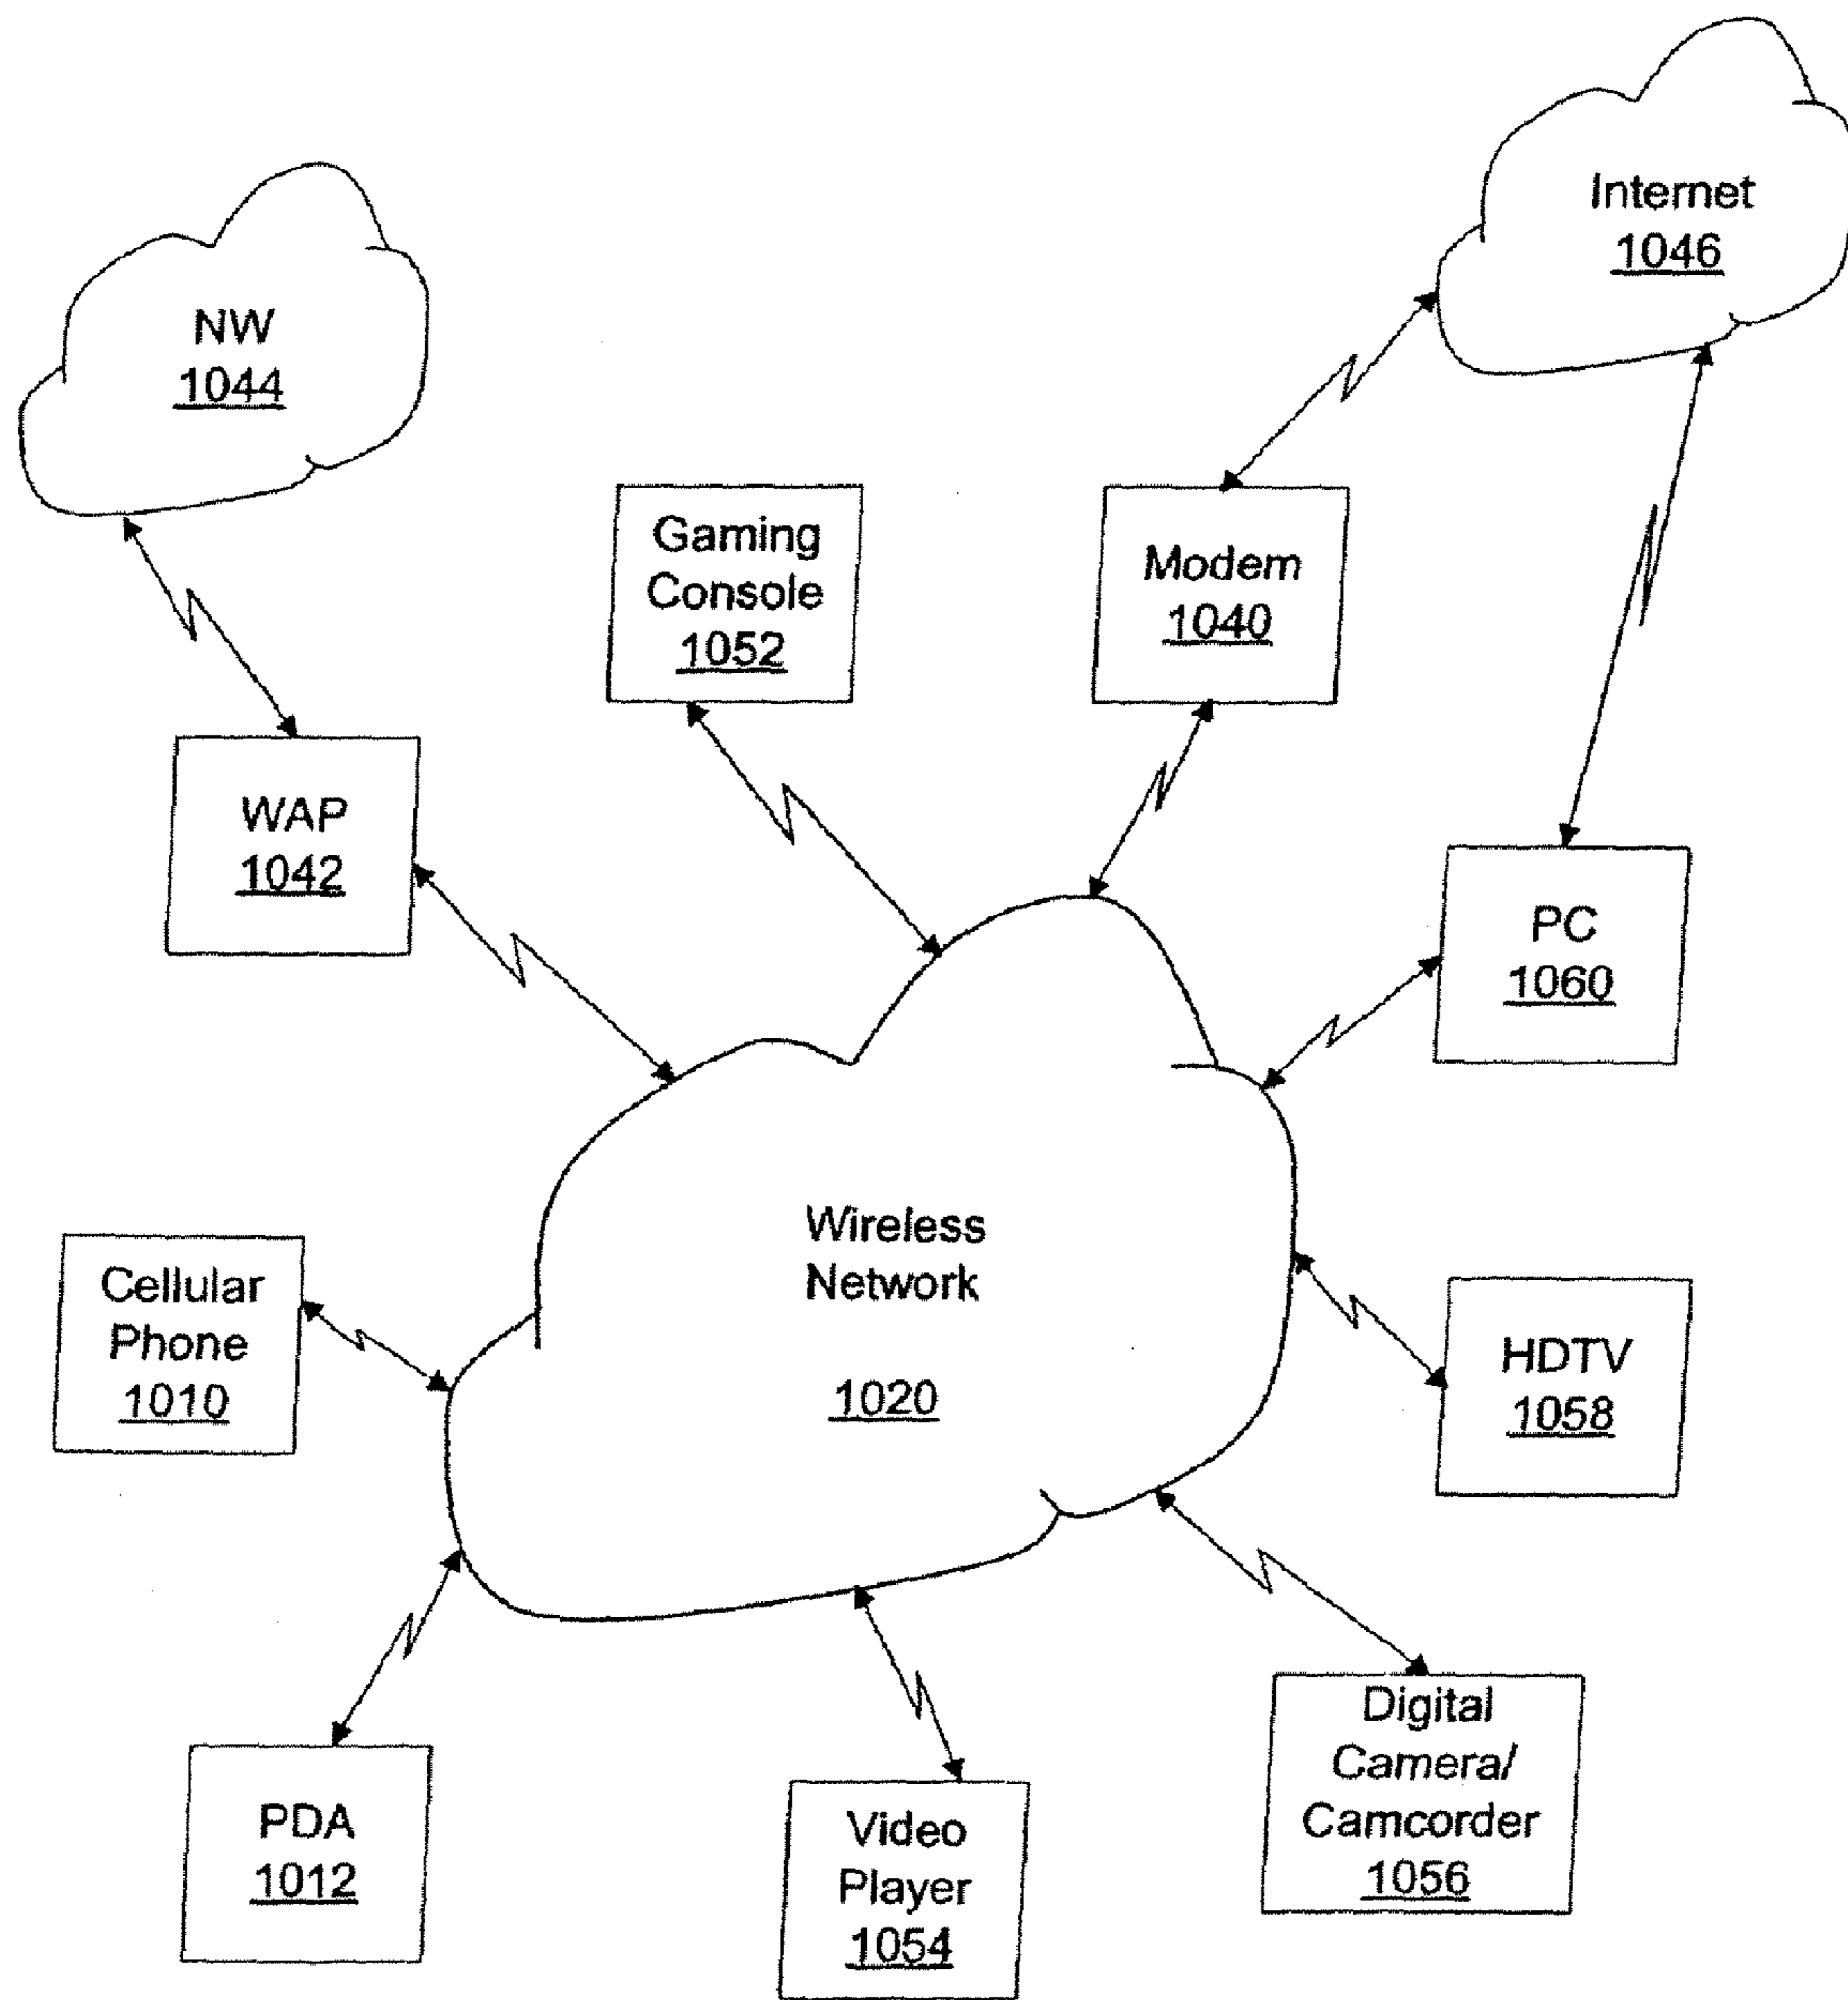 Internet
1046
NW
1044
Gaming
Console
1052
Modem
1040
WAP
1042
PC
1060
Wireless
Network
1020
Cellular
Phone
1010
HDTV
1058
PDA
1012
Video
Player
1054
Digital
Camera/
Camcorder
1056